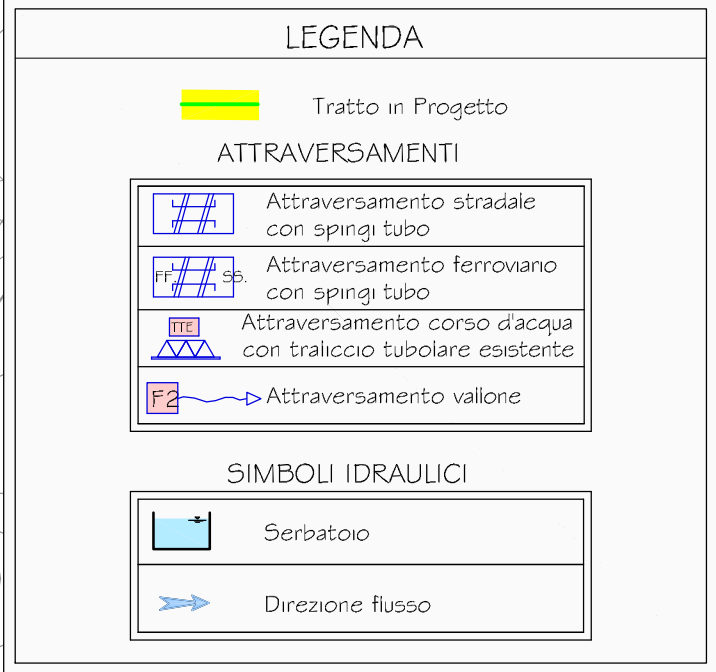 LEGENDA
Tratto in Progetto
ATTRAVERSAMENTI
Attraversamento stradale
con spingi tubo
FF. SS.
Attraversamento ferroviario
con spingi tubo
TTE
Attraversamento corso d'acqua
con traliccio tubolare esistente
F2
Attraversamento vallone
SIMBOLI IDRAULICI
Serbatoio
Direzione flusso